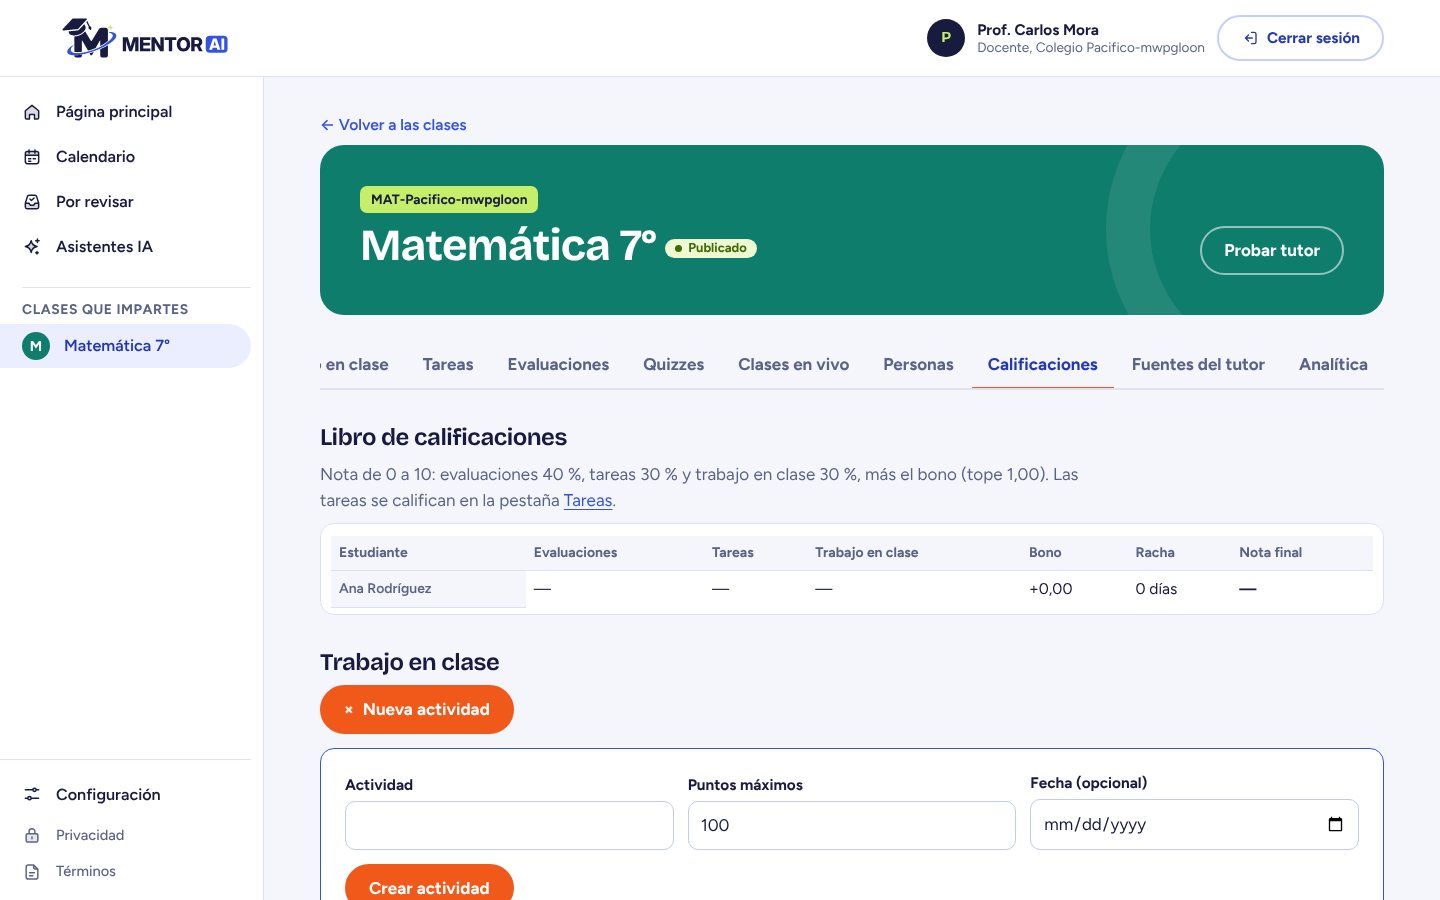 MENTOR AI
P
Prof. Carlos Mora
Docente, Colegio Pacifico-mwpgloon
Cerrar sesión
Página principal
Calendario
Por revisar
Asistentes IA
CLASES QUE IMPARTES
M Matemática 7º
Configuración
Privacidad
Términos
← Volver a las clases
MAT-Pacifico-mwpgloon
Matemática 7º Publicado
Probar tutor
en clase Tareas Evaluaciones Quizzes Clases en vivo Personas Calificaciones Fuentes del tutor Analítica
Libro de calificaciones
Nota de 0 a 10: evaluaciones 40 %, tareas 30 % y trabajo en clase 30 %, más el bono (tope 1,00). Las
tareas se califican en la pestaña Tareas.
Estudiante Evaluaciones Tareas Trabajo en clase Bono Racha Nota final
Ana Rodríguez — — — +0,00 0 días —
Trabajo en clase
× Nueva actividad
Actividad Puntos máximos Fecha (opcional)
100 mm/dd/yyyy
Crear actividad